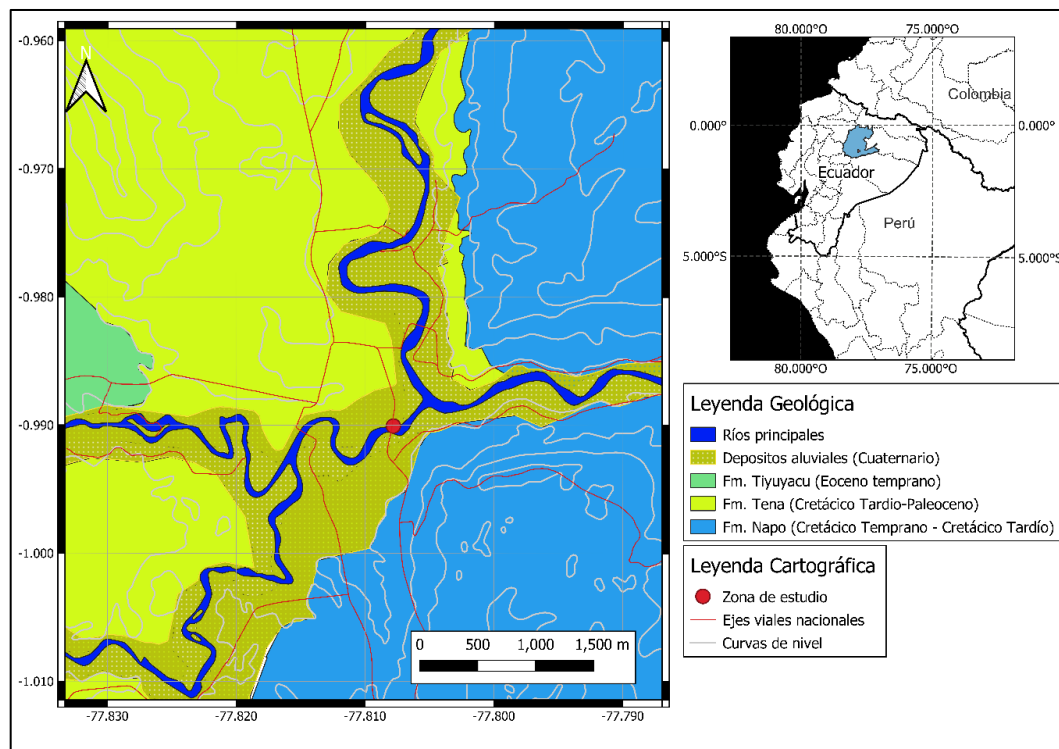 -0.960
-0.970
-0.980
-0.990
-1.000
-1.010
N
0 500 1,000 1,500 m
-77.830 -77.820 -77.810 -77.800 -77.790
80.000°O 75.000°O
Colombia
0.000° 0.000°
Ecuador
Perú
5.000°S 5.000°S
80.000°O 75.000°O
Leyenda Geológica
Ríos principales
Depositos aluviales (Cuaternario)
Fm. Tiyuyacu (Eoceno temprano)
Fm. Tena (Cretácico Tardio-Paleoceno)
Fm. Napo (Cretácico Temprano - Cretácico Tardío)
Leyenda Cartográfica
Zona de estudio
Ejes viales nacionales
Curvas de nivel